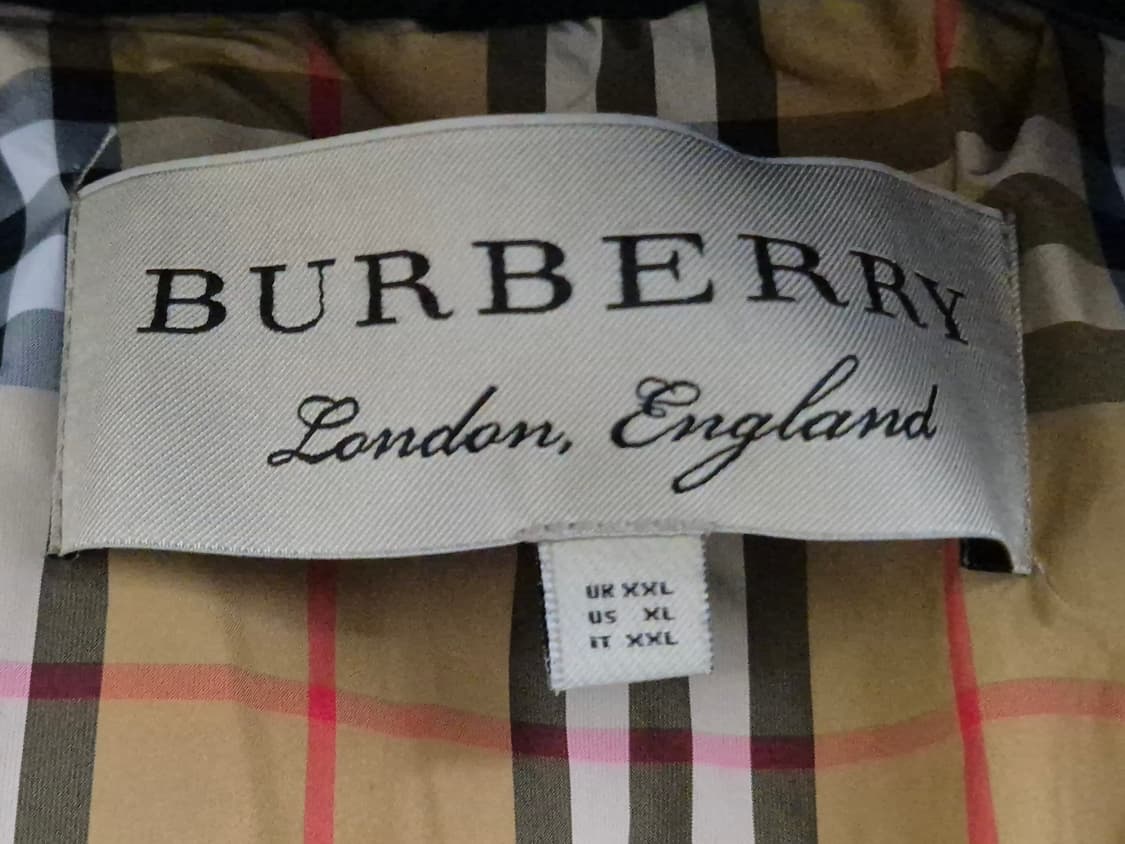 BURBERRY
London, England
UK XXL
US XL
IT XXL